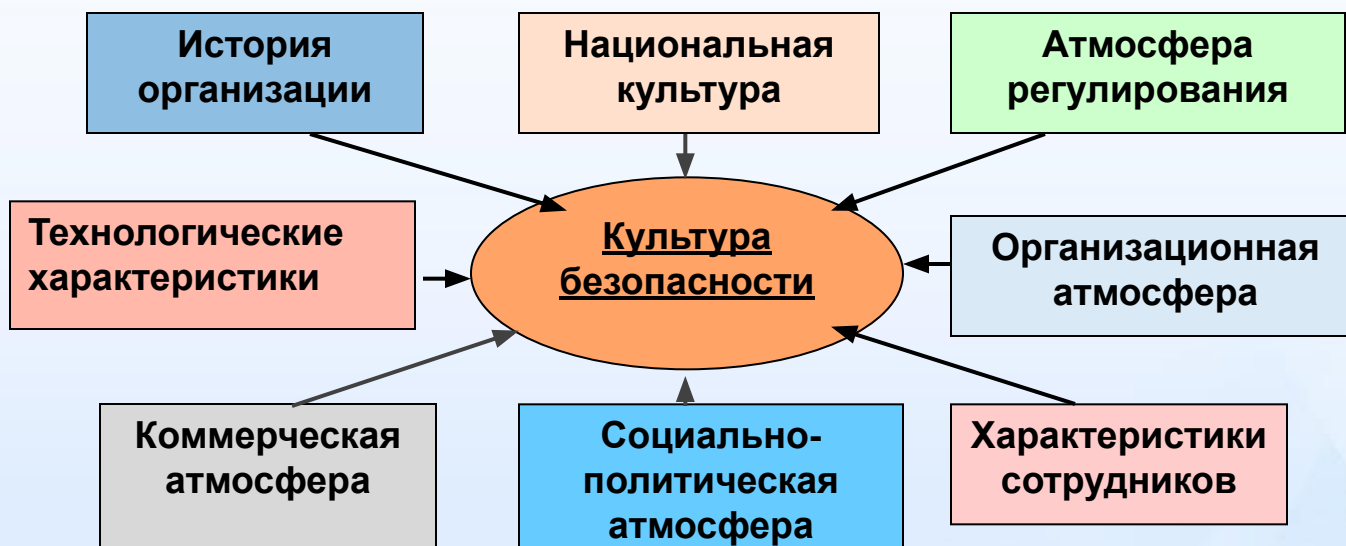 История
организации
Национальная
культура
Атмосфера
регулирования
Технологические
характеристики
Культура
безопасности
Организационная
атмосфера
Коммерческая
атмосфера
Социально-
политическая
атмосфера
Характеристики
сотрудников